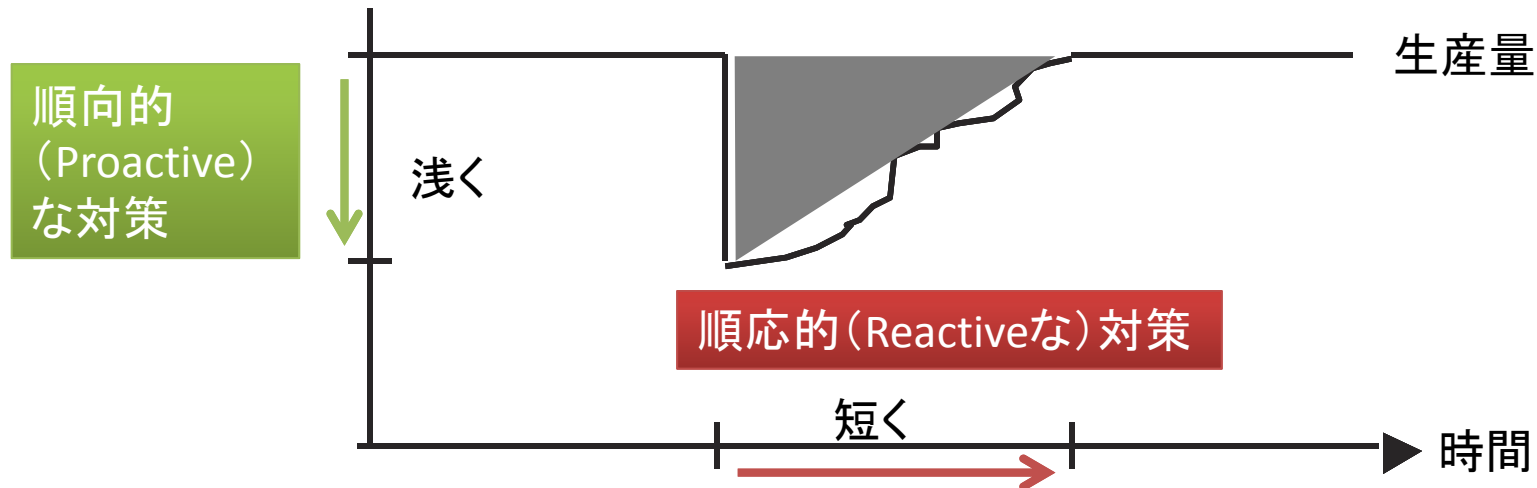 生産量
順向的
（Proactive）
な対策
浅く
順応的（Reactiveな）対策
短く
時間